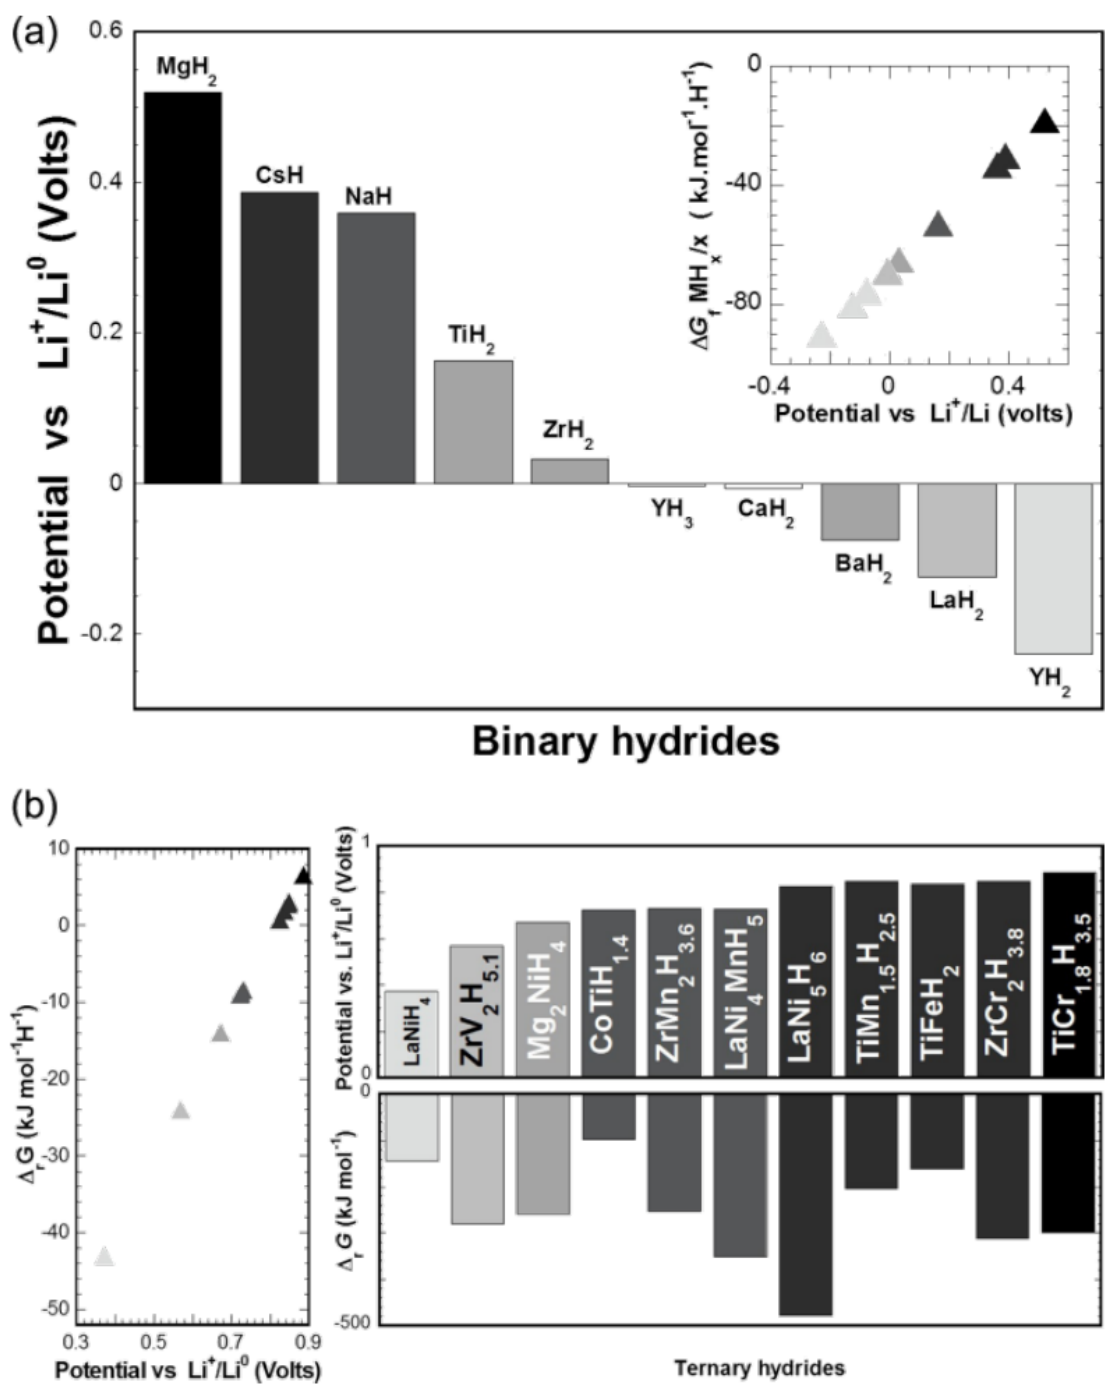 (a)
0.6
0.4
0.2
0
-0.2
Potential vs Li⁺/Li⁰ (Volts)
MgH₂
CsH
NaH
TiH₂
ZrH₂
YH₃
CaH₂
BaH₂
LaH₂
YH₂
Binary hydrides
0
-40
-80
ΔG_f MHₓ/x ( kJ.mol⁻¹.H⁻¹)
-0.4
0
0.4
Potential vs Li⁺/Li (volts)
(b)
10
0
-10
-20
-30
-40
-50
ΔᵣG (kJ mol⁻¹H⁻¹)
0.3
0.5
0.7
0.9
Potential vs Li⁺/Li⁰ (Volts)
1
0
Potential vs. Li⁺/Li⁰ (Volts)
LaNiH₄
ZrV₂H₅.₁
Mg₂NiH₄
CoTiH₁.₄
ZrMn₂H₃.₆
LaNi₄MnH₅
LaNi₅H₆
TiMn₁.₅H₂.₅
TiFeH₂
ZrCr₂H₃.₈
TiCr₁.₈H₃.₅
0
-500
ΔᵣG (kJ mol⁻¹)
Ternary hydrides